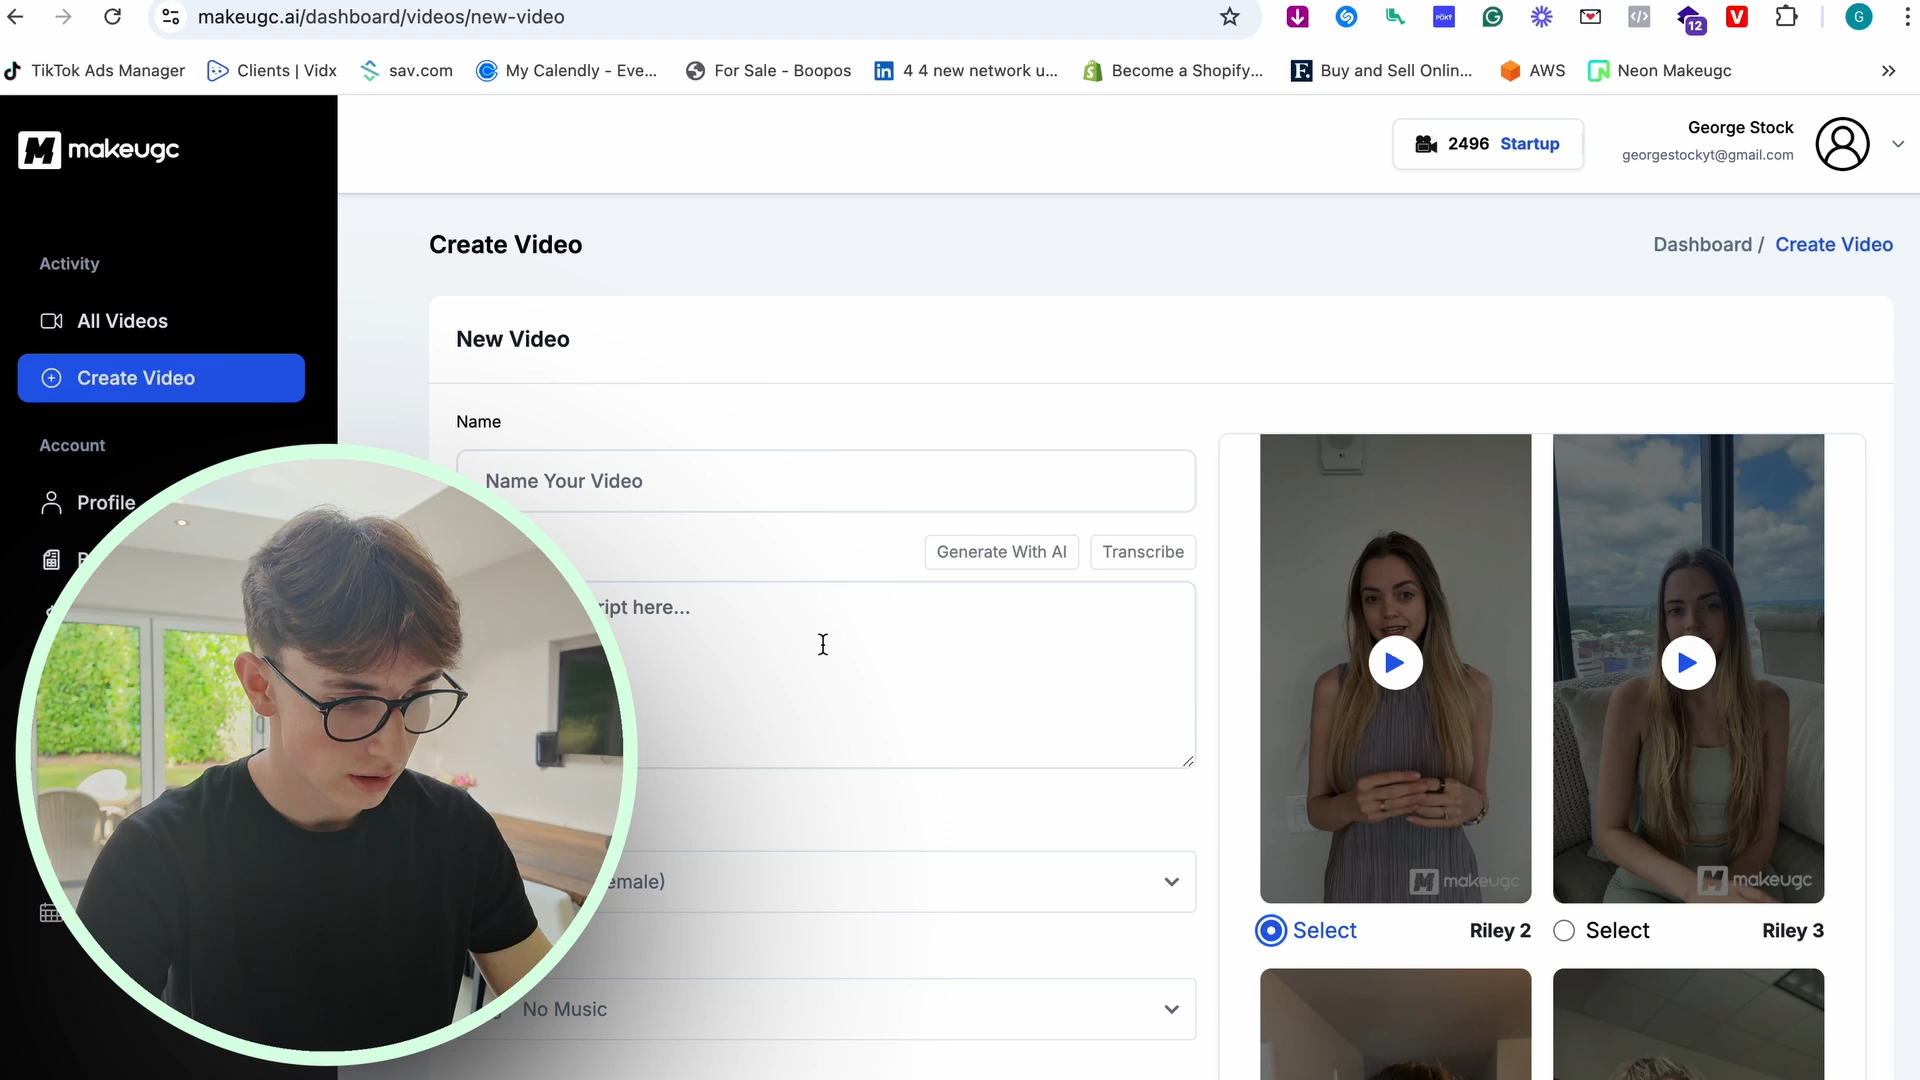 makeugc.ai/dashboard/videos/new-video
12
G
TikTok Ads Manager
Clients | Vidx
sav.com
My Calendly - Eve...
For Sale - Boopos
4 4 new network u...
Become a Shopify...
Buy and Sell Onlin...
AWS
Neon Makeugc
makeugc
2496 Startup
George Stock
georgestockyt@gmail.com
Create Video
Dashboard / Create Video
Activity
All Videos
Create Video
Account
Profile
New Video
Name
Name Your Video
Generate With AI
Transcribe
ript here...
emale)
No Music
makeugc
makeugc
Select
Riley 2
Select
Riley 3